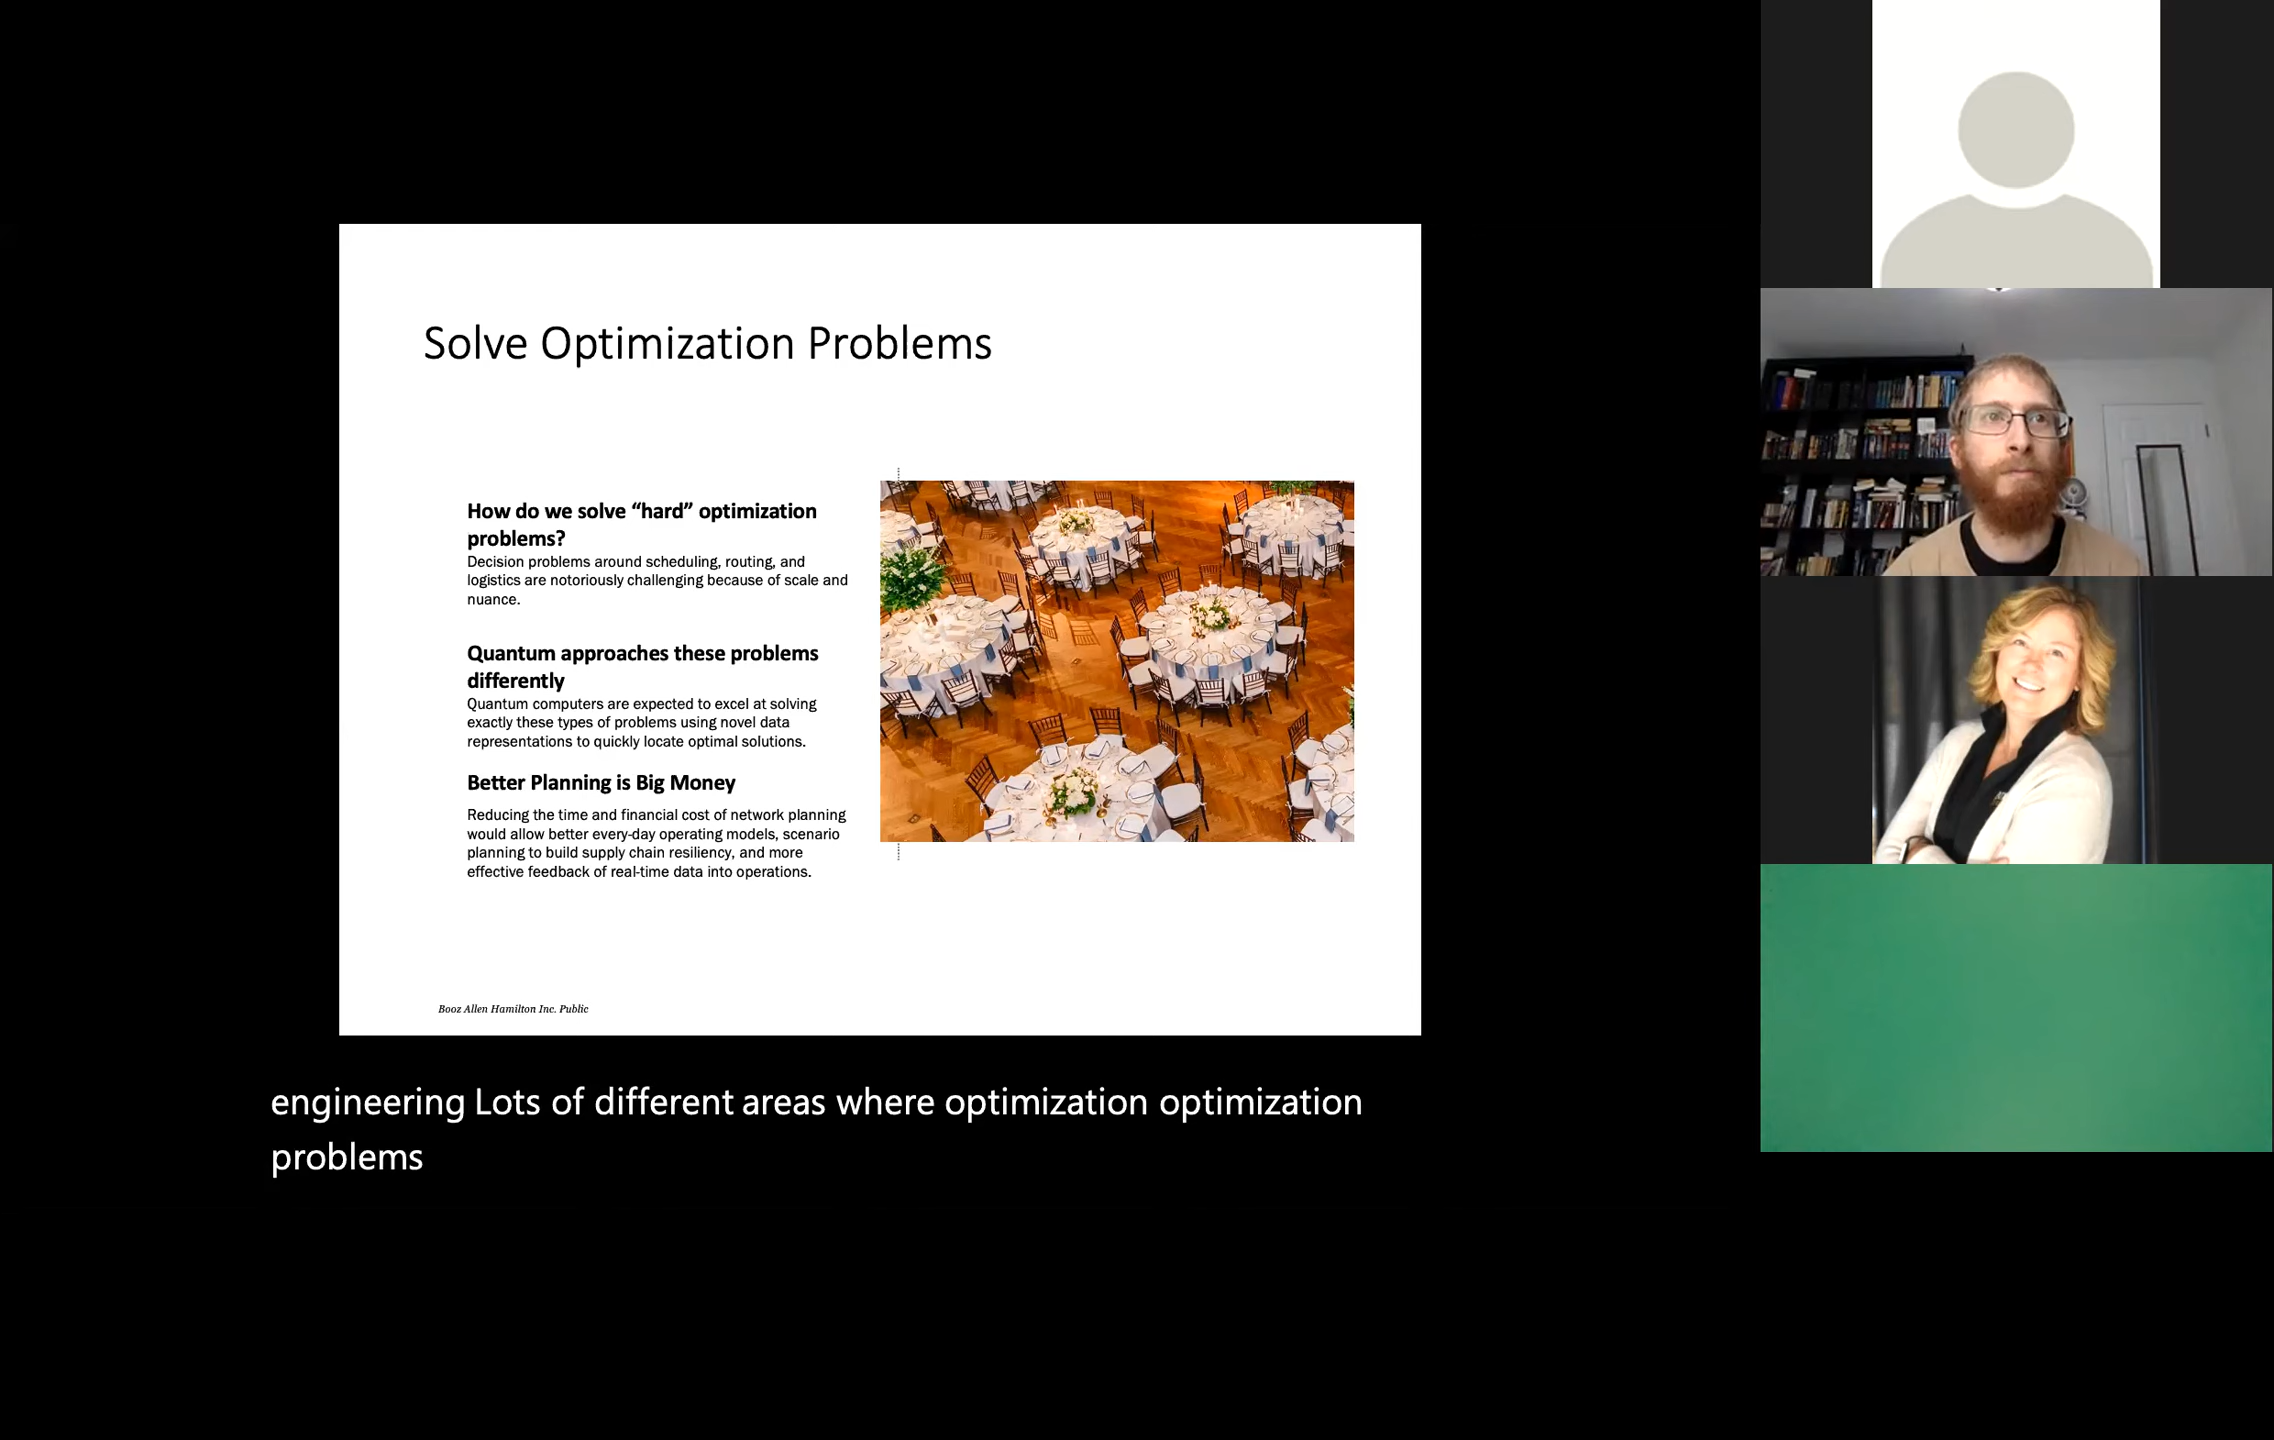 Solve Optimization Problems
How do we solve “hard” optimization
problems?
Decision problems around scheduling, routing, and
logistics are notoriously challenging because of scale and
nuance.
Quantum approaches these problems
differently
Quantum computers are expected to excel at solving
exactly these types of problems using novel data
representations to quickly locate optimal solutions.
Better Planning is Big Money
Reducing the time and financial cost of network planning
would allow better every-day operating models, scenario
planning to build supply chain resiliency, and more
effective feedback of real-time data into operations.
Booz Allen Hamilton Inc. Public
engineering Lots of different areas where optimization optimization
problems